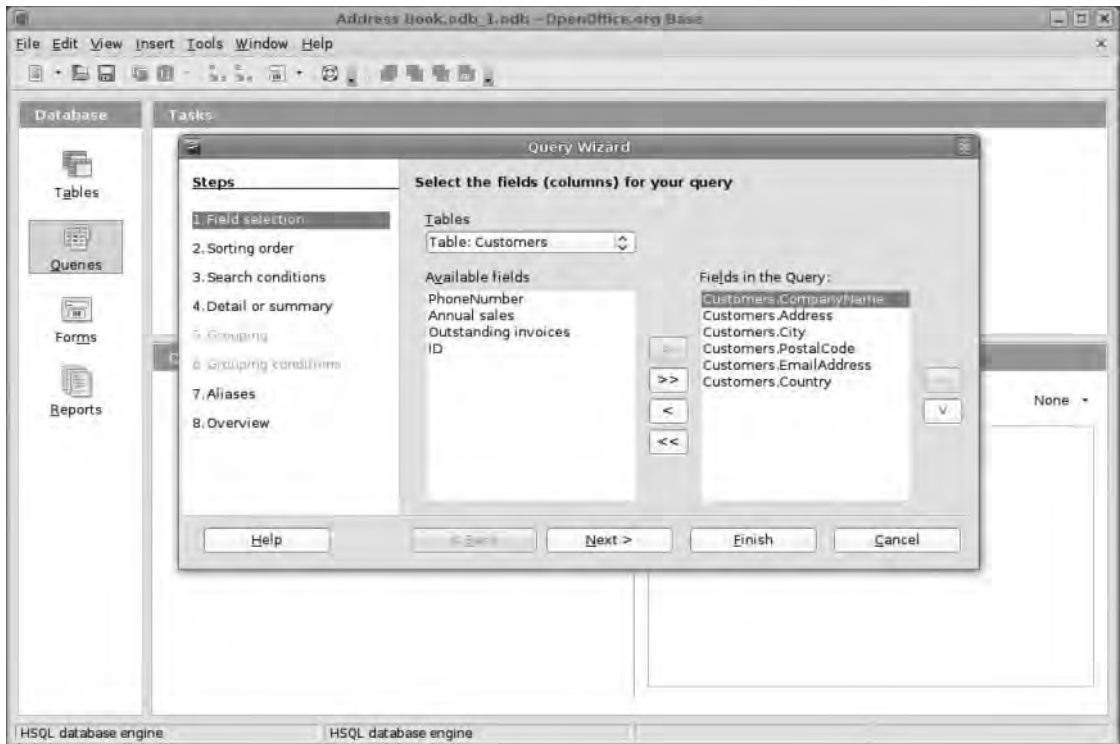 Address Book.odb_1.odb - OpenOffice.org Base
File Edit View Insert Tools Window Help
Database
Tasks
Tables
Queries
Forms
Reports
Query Wizard
Steps
1. Field selection
2. Sorting order
3. Search conditions
4. Detail or summary
5. Grouping
6. Grouping conditions
7. Aliases
8. Overview
Select the fields (columns) for your query
Tables
Table: Customers
Available fields
PhoneNumber
Annual sales
Outstanding invoices
ID
>>
<
<<
Fields in the Query:
Customers.CompanyName
Customers.Address
Customers.City
Customers.PostalCode
Customers.EmailAddress
Customers.Country
v
None
Help
< Back
Next >
Finish
Cancel
HSQL database engine
HSQL database engine